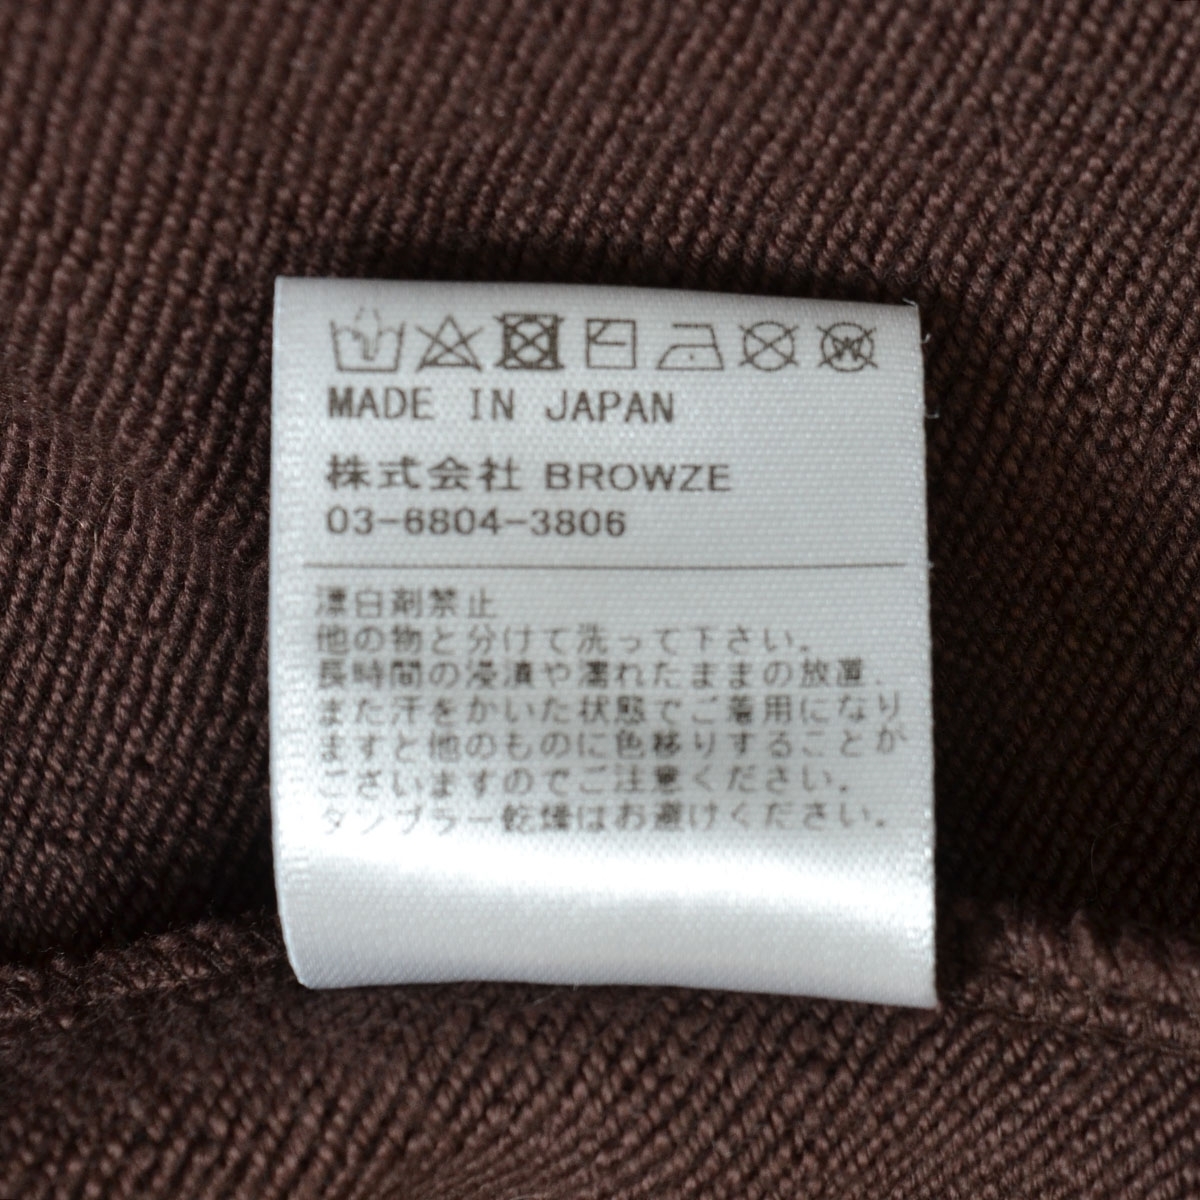 MADE IN JAPAN
株式会社 BROWZE
03-6804-3806
漂白剤禁止
他の物と分けて洗って下さい。
長時間の浸漬や濡れたままの放置、
また汗をかいた状態でご着用になり
ますと他のものに色移りすることが
ございますのでご注意ください。
タンブラー乾燥はお避けください。